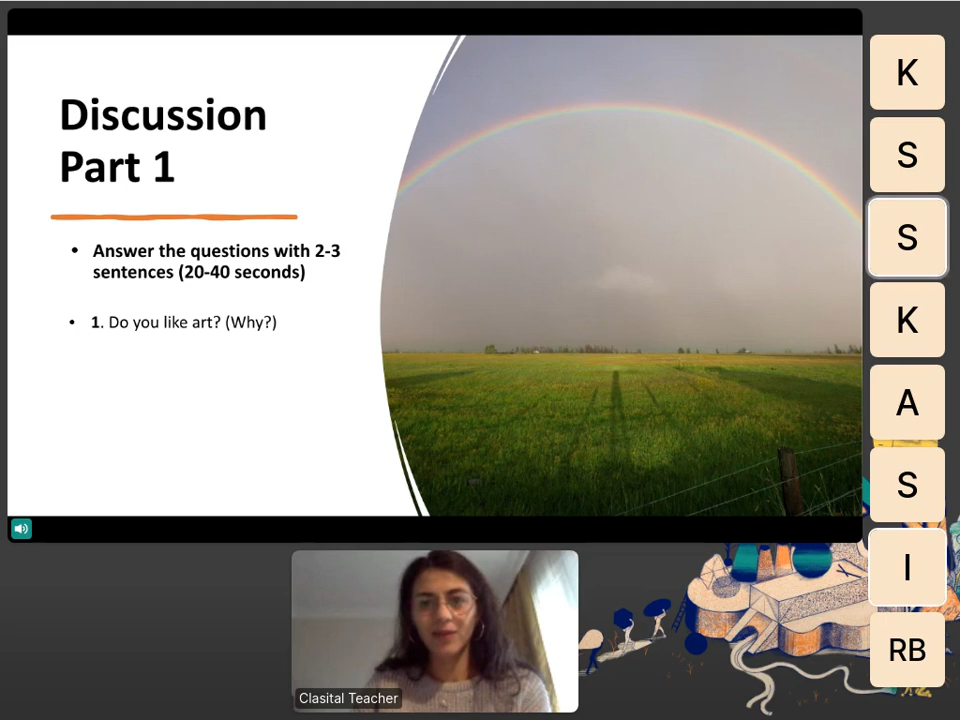 Discussion
Part 1
• Answer the questions with 2-3
sentences (20-40 seconds)
• 1. Do you like art? (Why?)
K
S
S
K
A
S
I
RB
Clasital Teacher